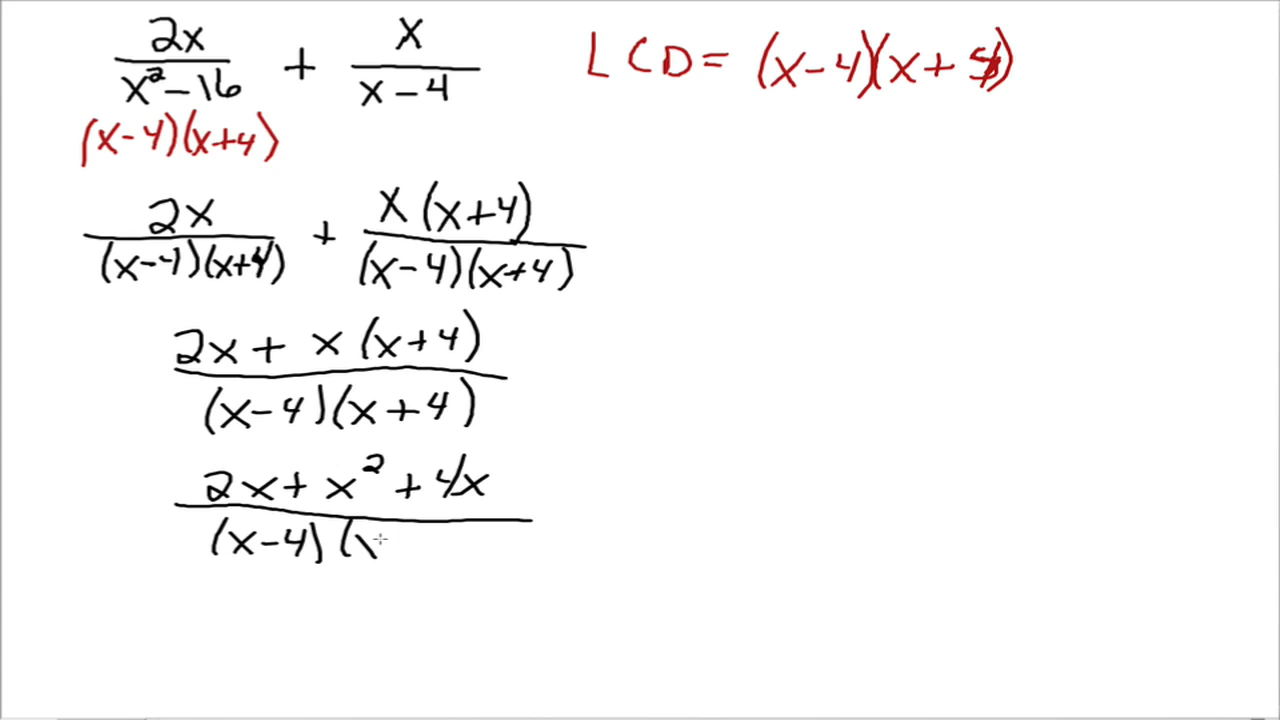 2x/(x²-16) + x/(x-4) LCD = (x-4)(x+4)
(x-4)(x+4)
2x/((x-4)(x+4)) + x(x+4)/((x-4)(x+4))
2x + x(x+4)
(x-4)(x+4)
2x + x² + 4x
(x-4)(